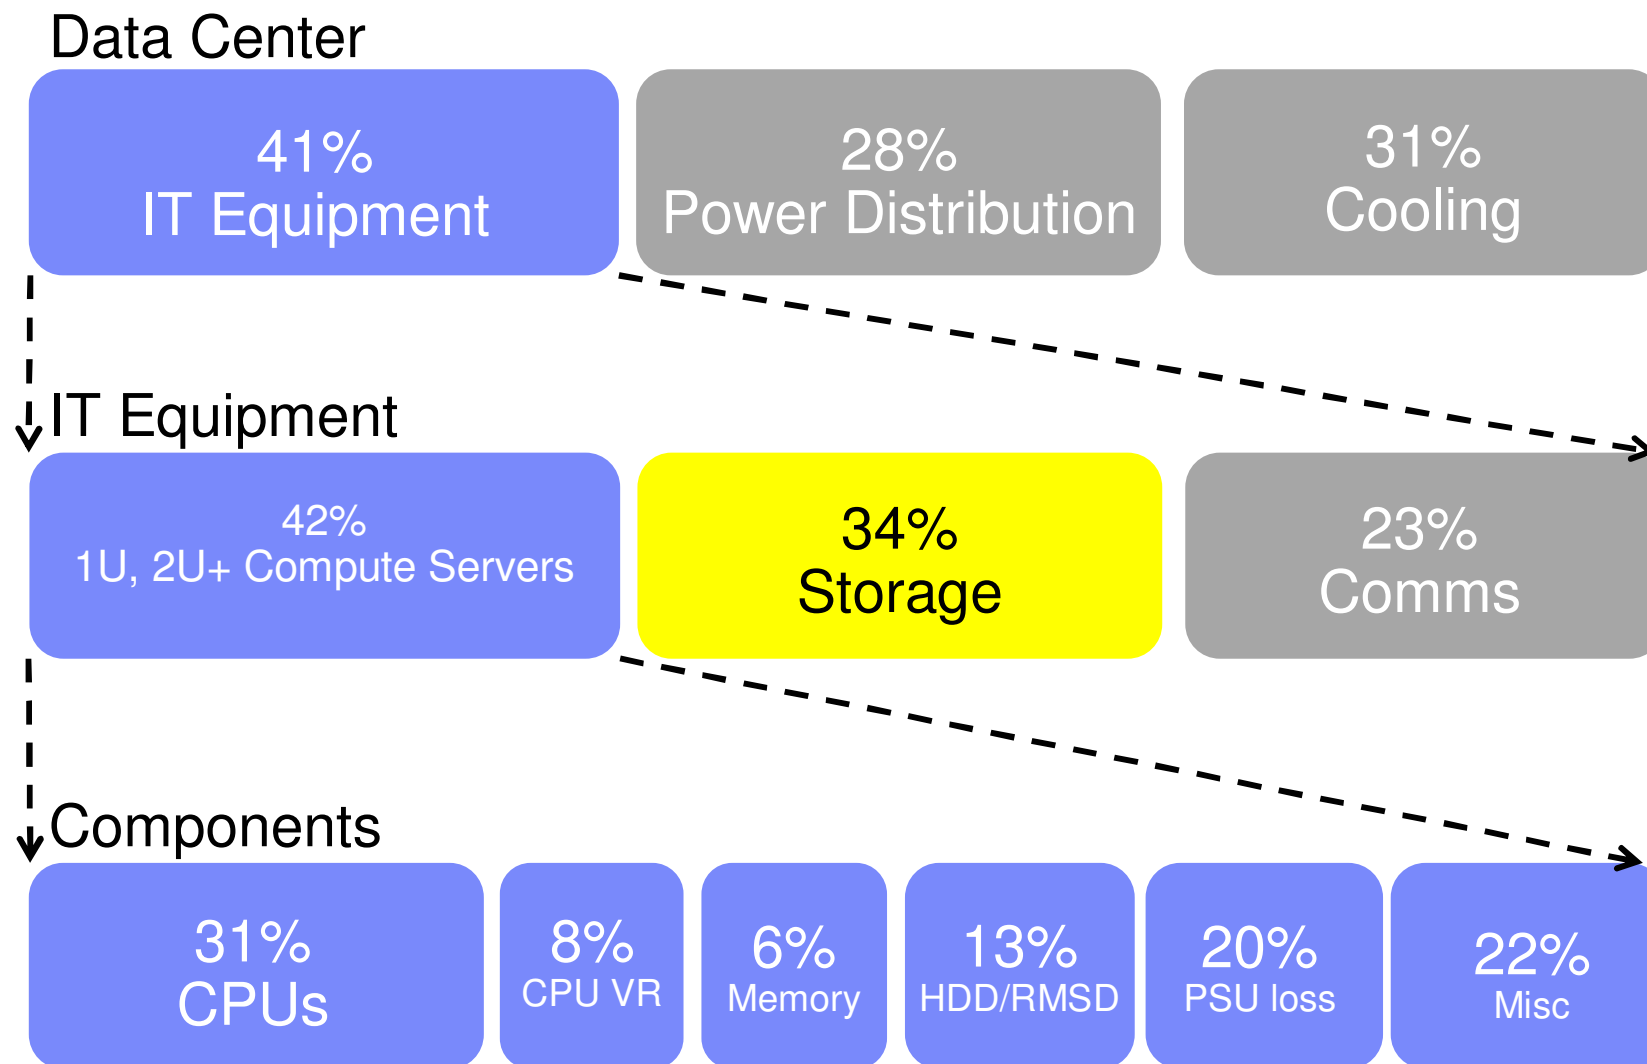 Data Center
41%
IT Equipment
28%
Power Distribution
31%
Cooling
IT Equipment
42%
1U, 2U+ Compute Servers
34%
Storage
23%
Comms
Components
31%
CPUs
8%
CPU VR
6%
Memory
13%
HDD/RMSD
20%
PSU loss
22%
Misc